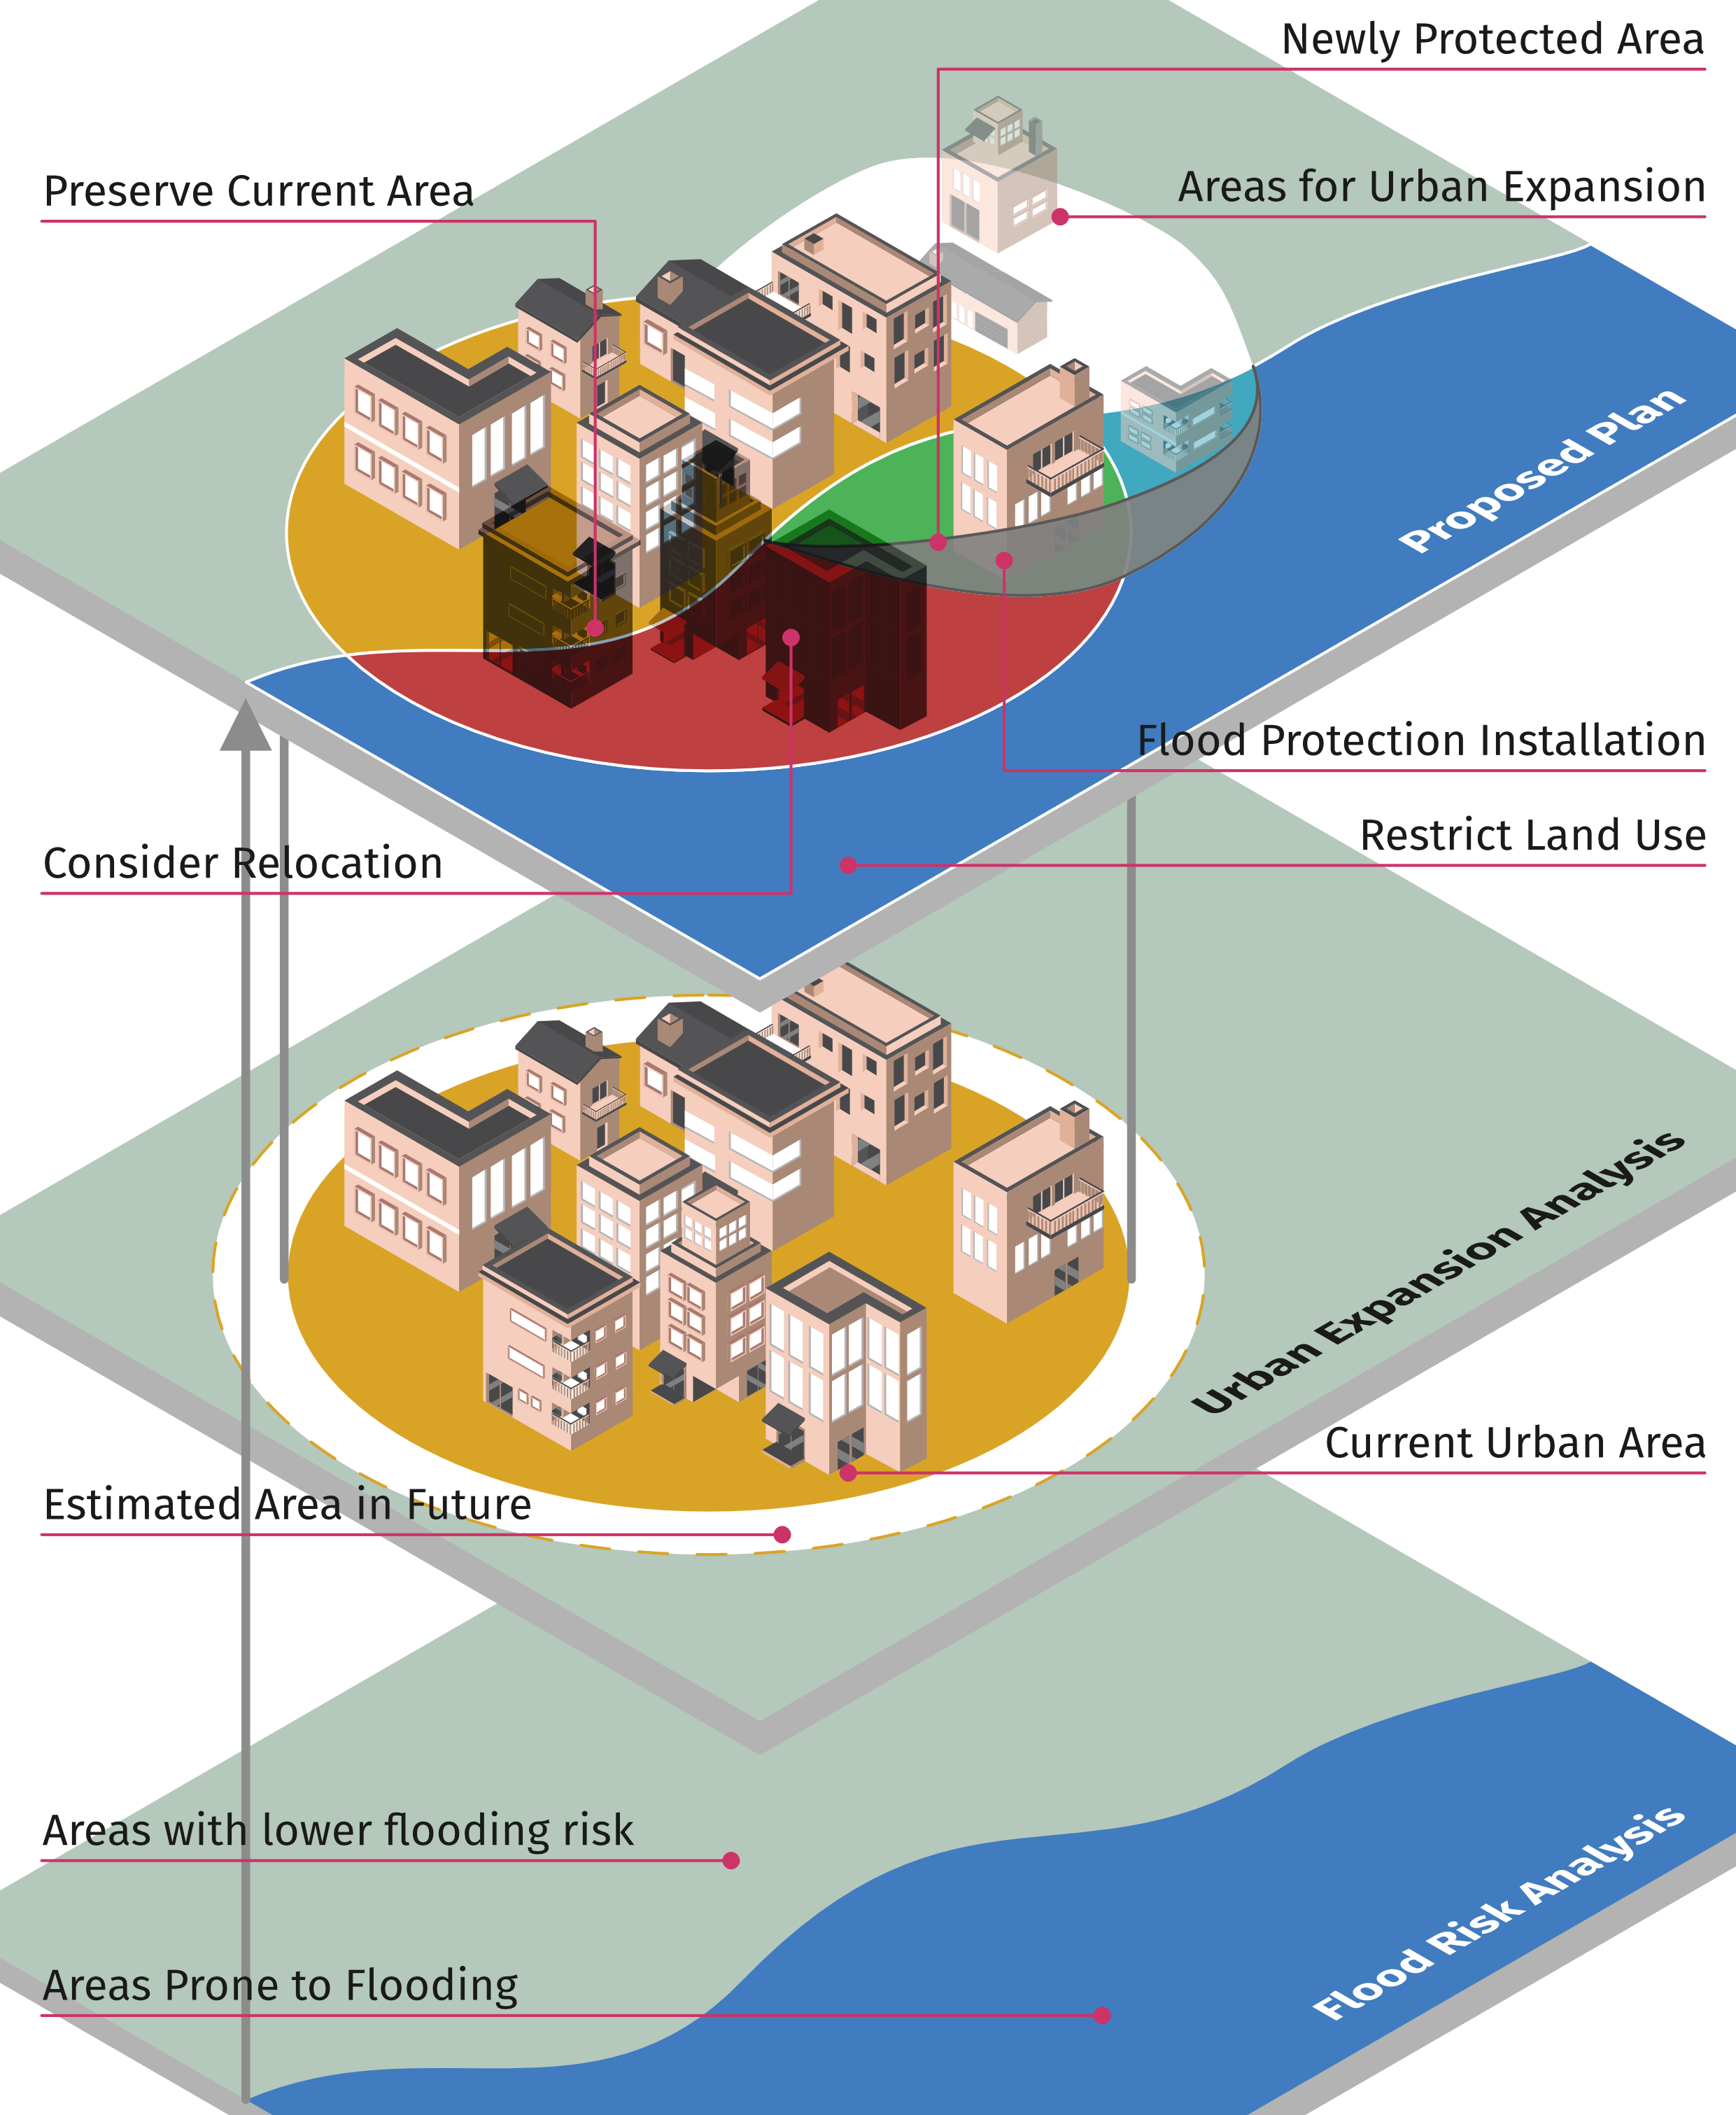 Newly Protected Area
Preserve Current Area
Areas for Urban Expansion
Proposed Plan
Flood Protection Installation
Restrict Land Use
Consider Relocation
Urban Expansion Analysis
Current Urban Area
Estimated Area in Future
Areas with lower flooding risk
Flood Risk Analysis
Areas Prone to Flooding